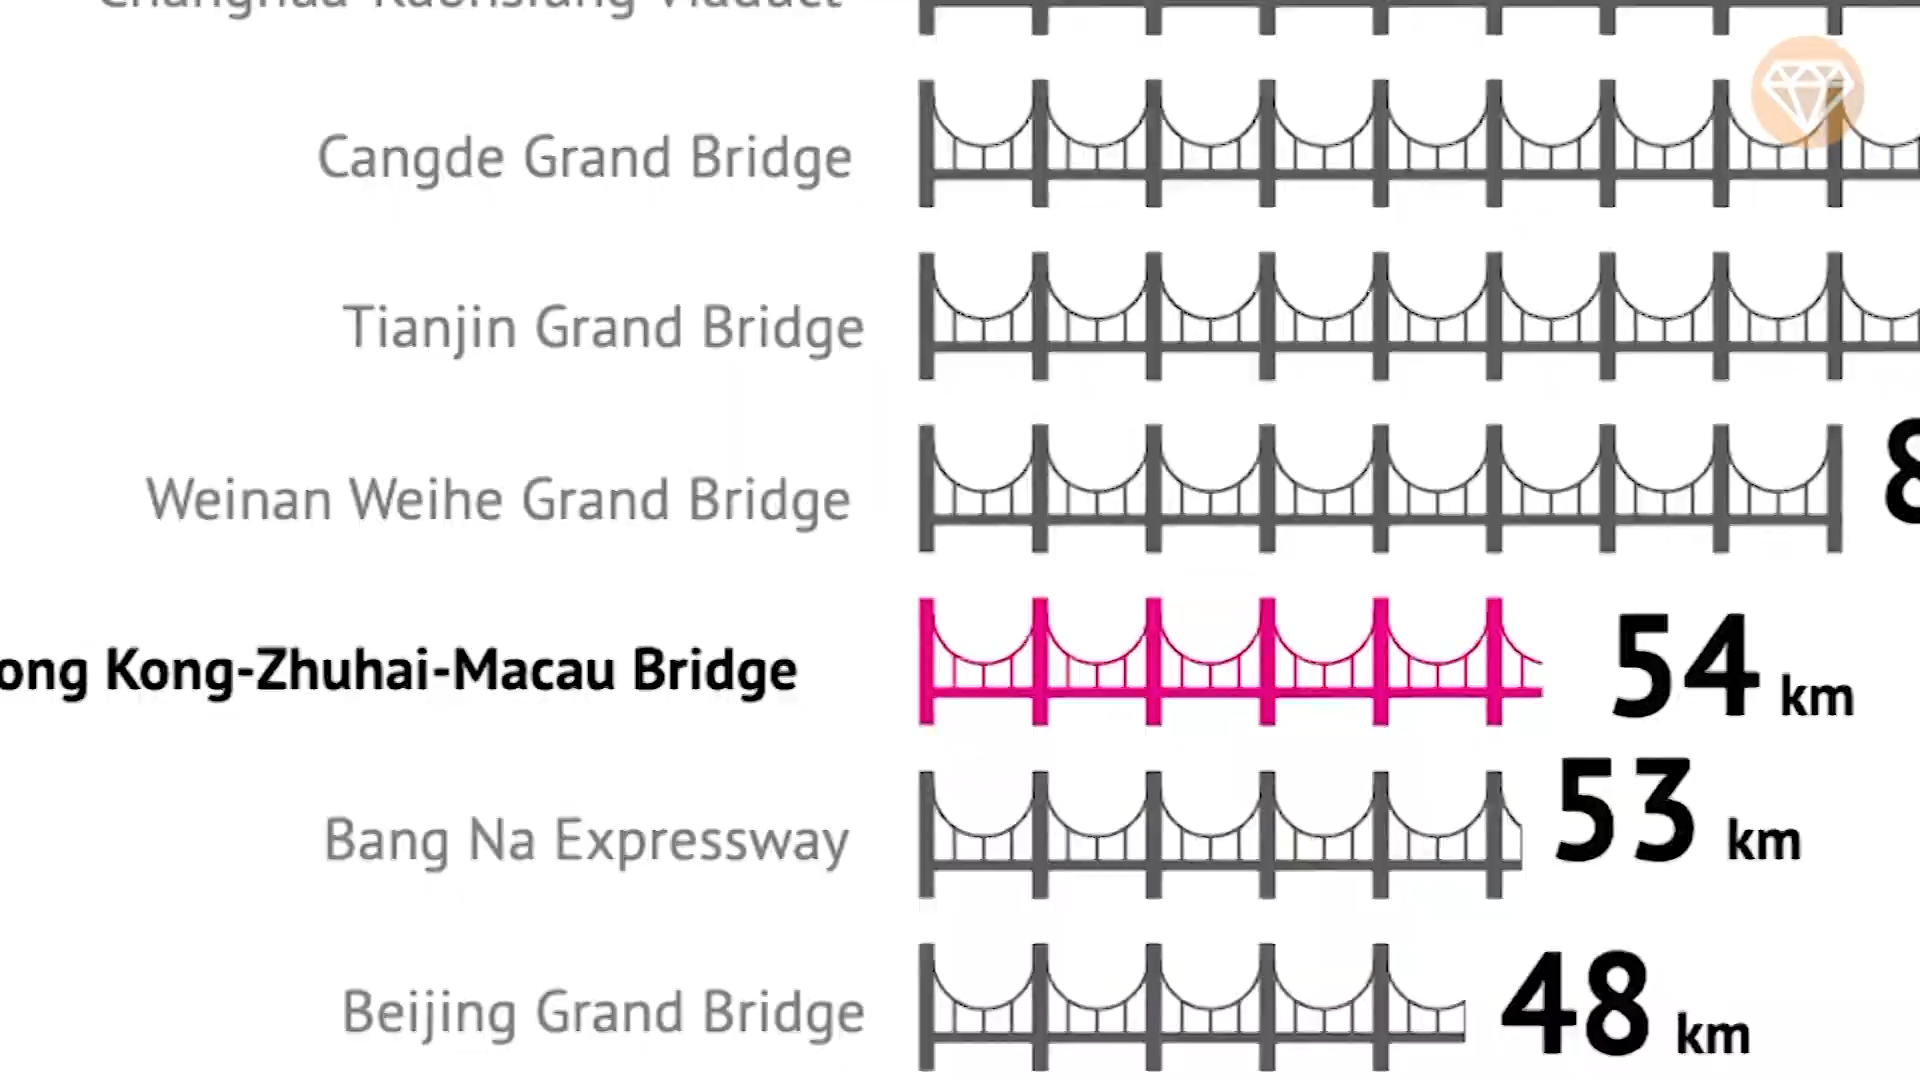 Cangde Grand Bridge
Tianjin Grand Bridge
Weinan Weihe Grand Bridge
ong Kong-Zhuhai-Macau Bridge 54 km
Bang Na Expressway 53 km
Beijing Grand Bridge 48 km